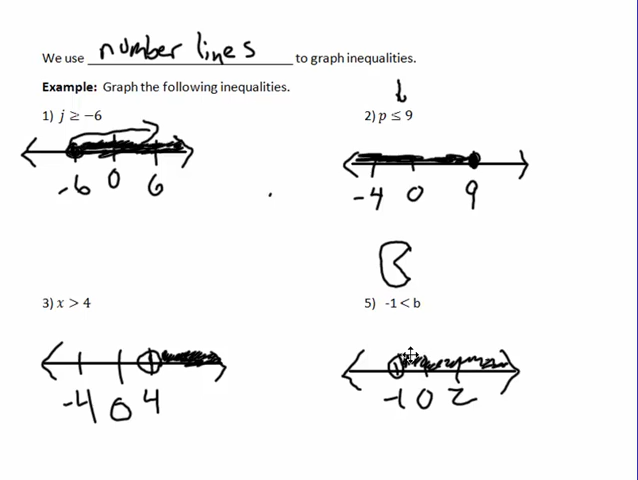 We use number lines to graph inequalities.
Example: Graph the following inequalities.
1) j ≥ −6
2) p ≤ 9
-6 0 6
-4 0 9
3) x > 4
5) -1 < b
-4 0 4
-1 0 2